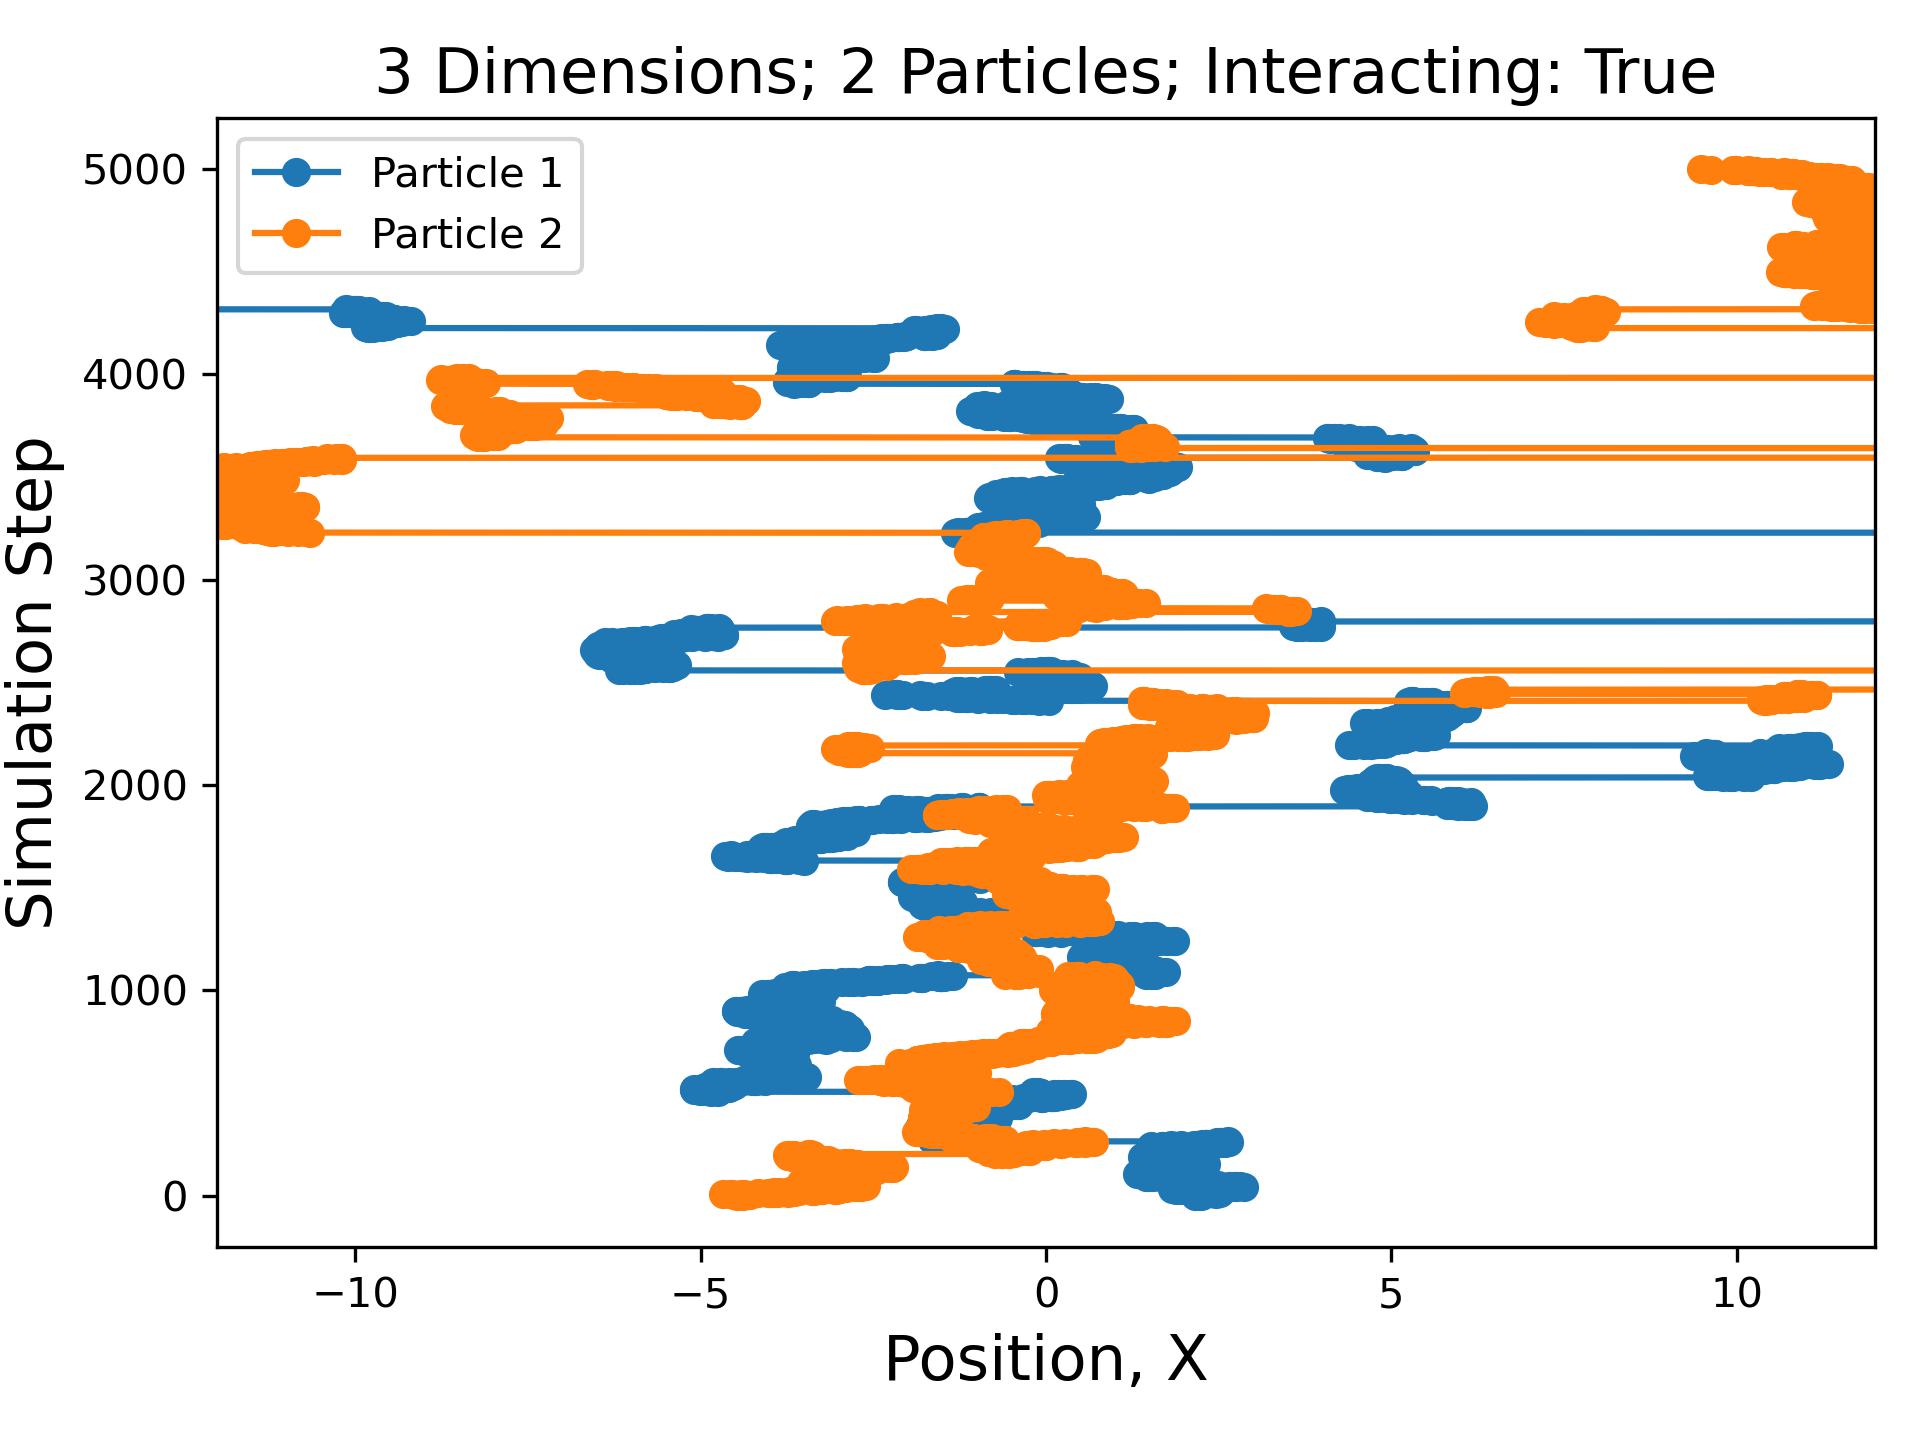 3 Dimensions; 2 Particles; Interacting: True
Particle 1
Particle 2
Simulation Step
5000
4000
3000
2000
1000
0
−10
−5
0
5
10
Position, X